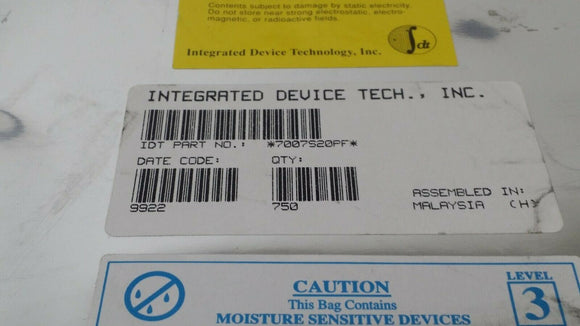 Contents subject to damage by static electricity.
Do not store near strong electrostatic, electro-
magnetic, or radioactive fields.
Integrated Device Technology, Inc.
dt
INTEGRATED DEVICE TECH., INC.
IDT PART NO.: *7007S20PF*
DATE CODE: QTY:
9922 750
ASSEMBLED IN:
MALAYSIA (H)
CAUTION
This Bag Contains
MOISTURE SENSITIVE DEVICES
LEVEL
3